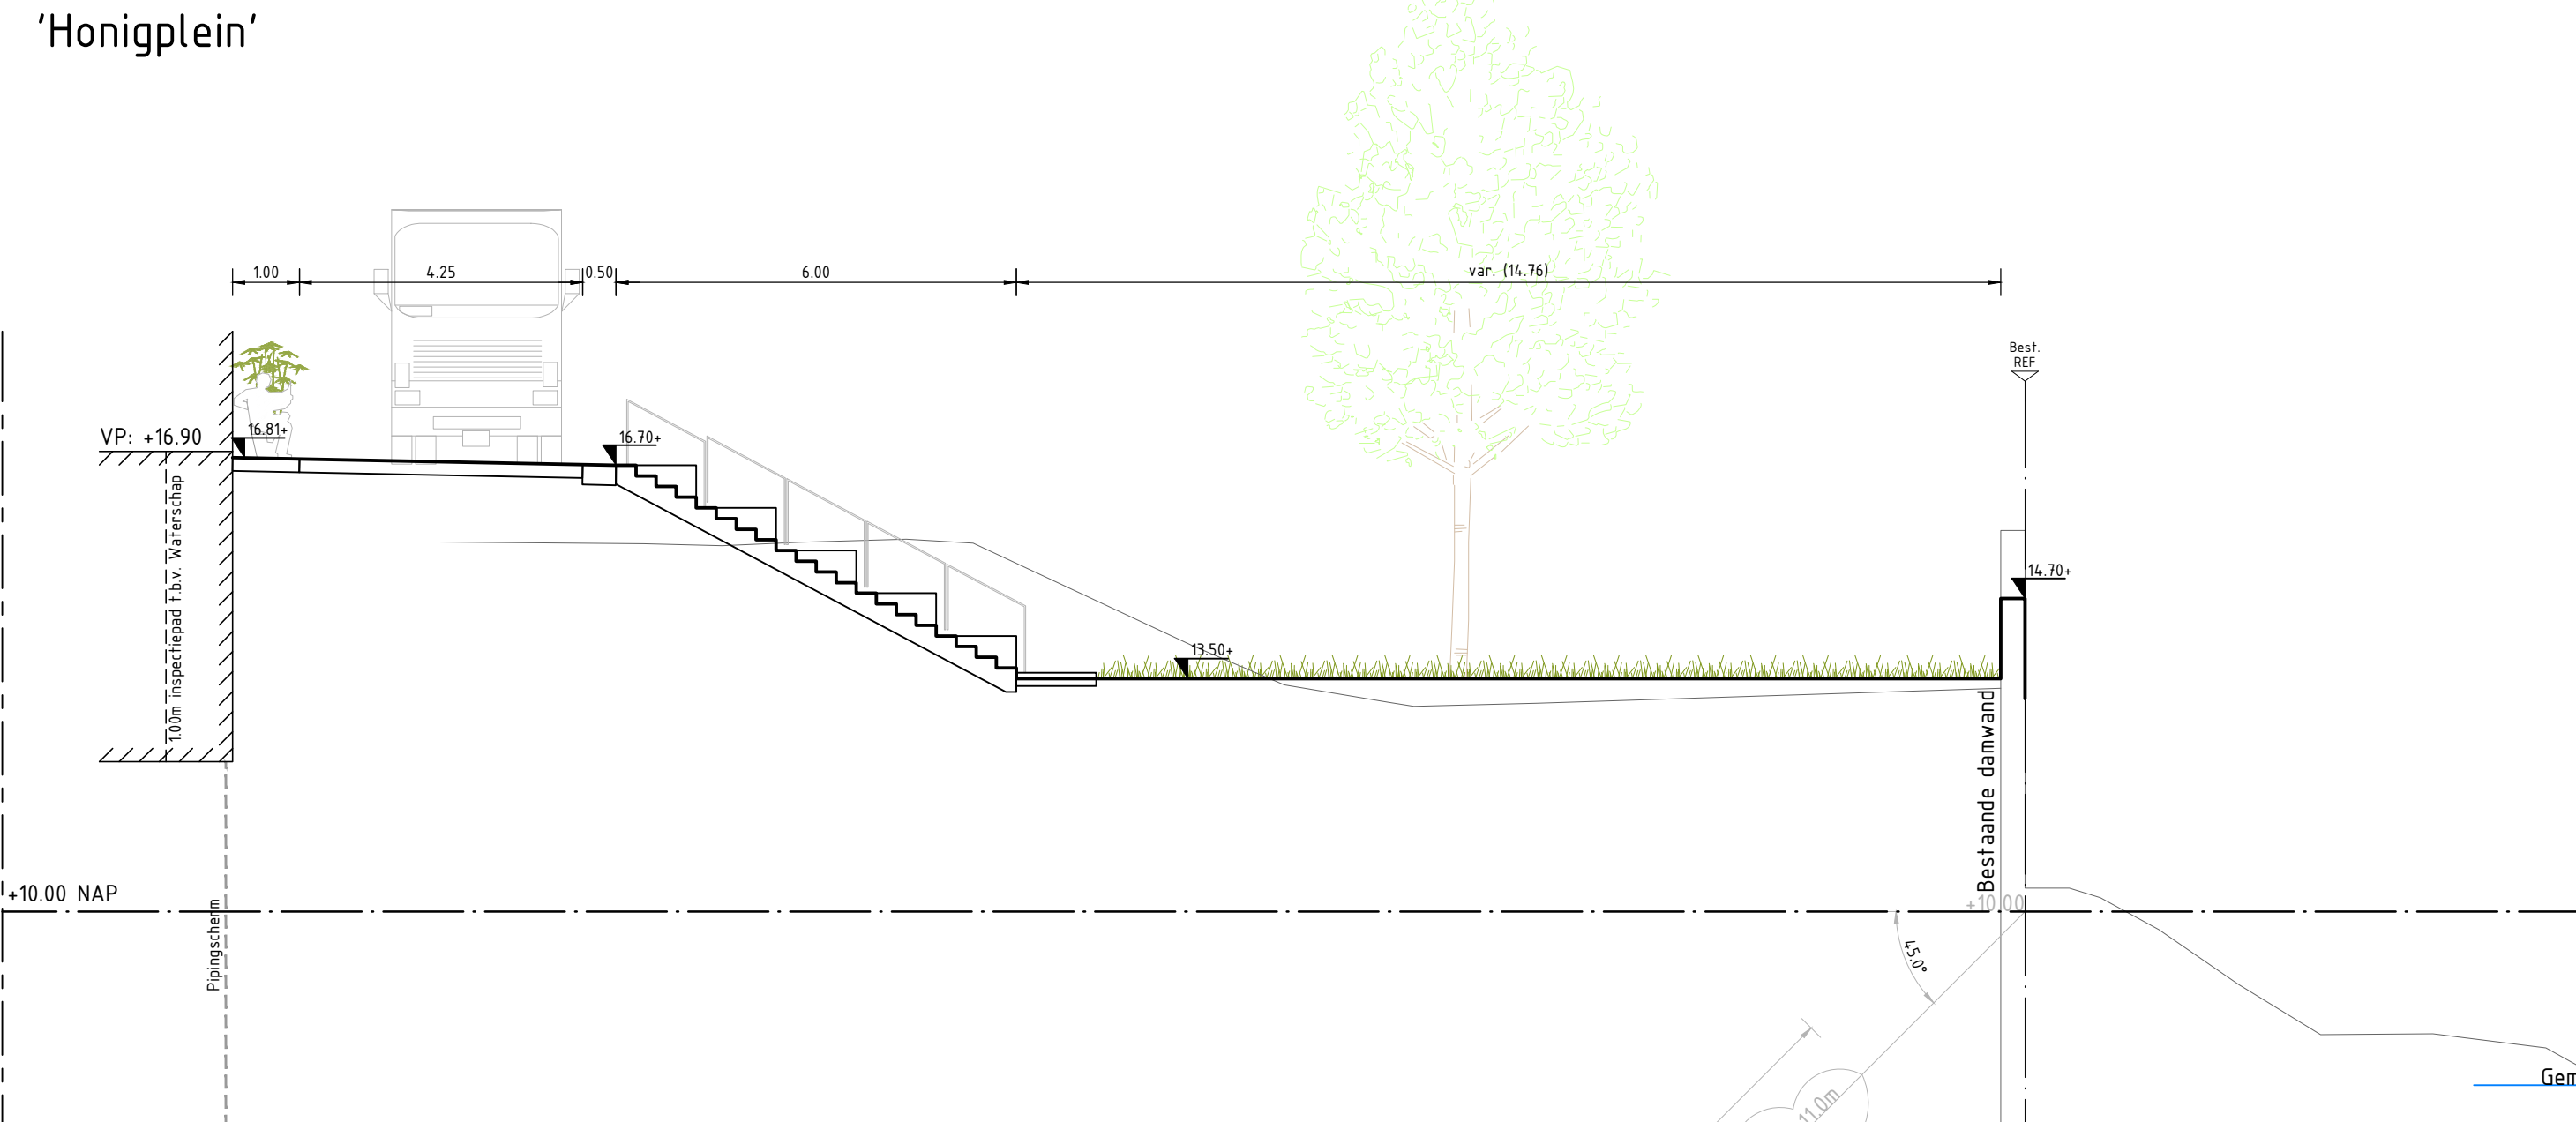 'Honigplein'
1.00
4.25
0.50
6.00
var. (14.76)
Best.
REF
VP: +16.90
16.81+
16.70+
1.00m inspectiepad t.b.v. Waterschap
14.70+
13.50+
Bestaande damwand
+10.00 NAP
+10.00
Pipingscherm
45.0°
11.0m
Gem